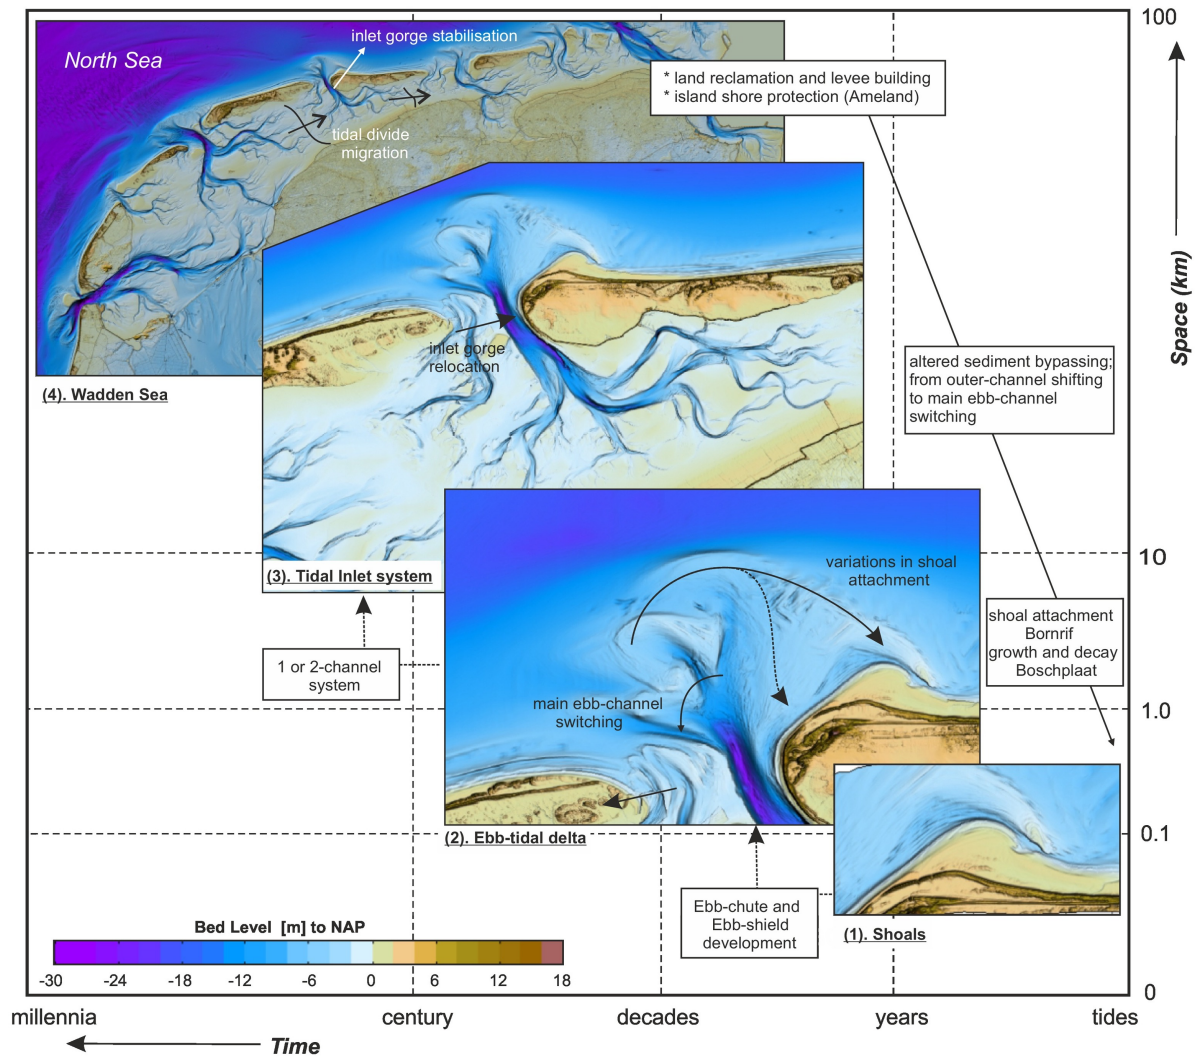 100
North Sea
inlet gorge stabilisation
* land reclamation and levee building
* island shore protection (Ameland)
tidal divide
migration
Space (km)
inlet gorge
relocation
altered sediment bypassing;
from outer-channel shifting
to main ebb-channel
switching
(4). Wadden Sea
10
variations in shoal
attachment
(3). Tidal Inlet system
shoal attachment
Bornrif
growth and decay
Boschplaat
1 or 2-channel
system
main ebb-channel
switching
1.0
(2). Ebb-tidal delta
0.1
Ebb-chute and
Ebb-shield
development
(1). Shoals
Bed Level [m] to NAP
-30 -24 -18 -12 -6 0 6 12 18
0
millennia century decades years tides
Time